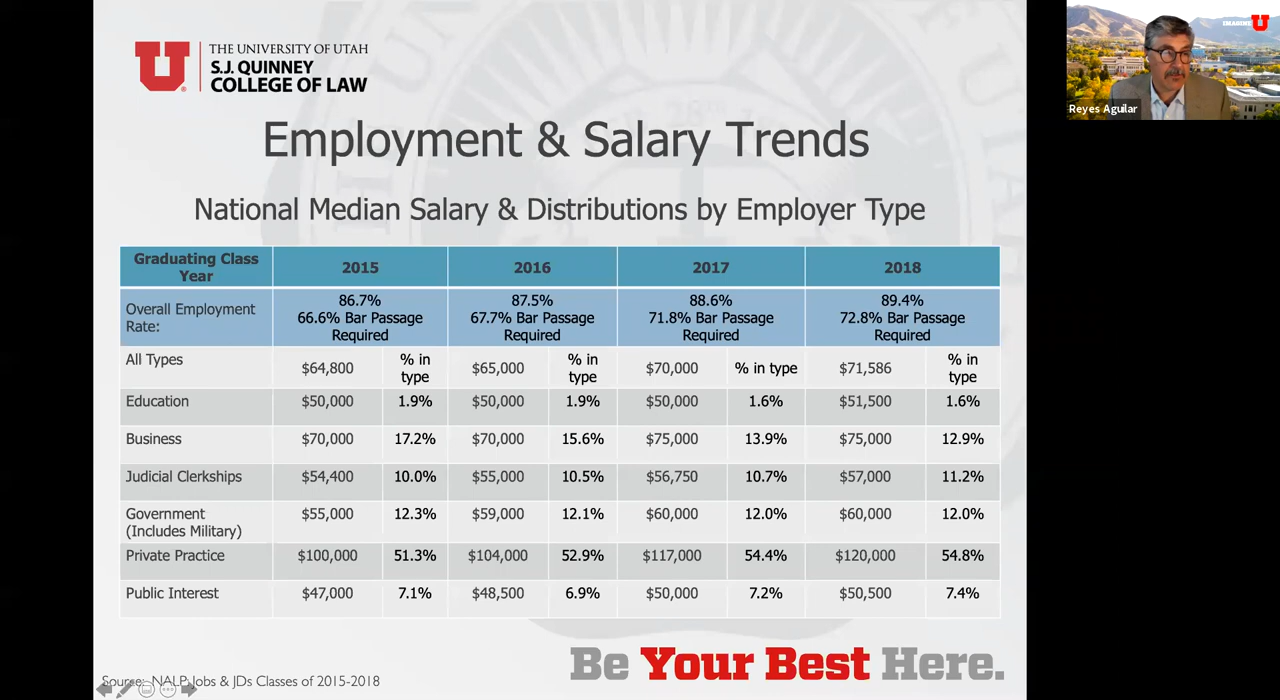 THE UNIVERSITY OF UTAH
S.J. QUINNEY
COLLEGE OF LAW
IMAGINE U
Reyes Aguilar
Employment & Salary Trends
National Median Salary & Distributions by Employer Type
Graduating Class Year 2015 2016 2017 2018
Overall Employment Rate: 86.7% 66.6% Bar Passage Required 87.5% 67.7% Bar Passage Required 88.6% 71.8% Bar Passage Required 89.4% 72.8% Bar Passage Required
All Types $64,800 % in type $65,000 % in type $70,000 % in type $71,586 % in type
Education $50,000 1.9% $50,000 1.9% $50,000 1.6% $51,500 1.6%
Business $70,000 17.2% $70,000 15.6% $75,000 13.9% $75,000 12.9%
Judicial Clerkships $54,400 10.0% $55,000 10.5% $56,750 10.7% $57,000 11.2%
Government (Includes Military) $55,000 12.3% $59,000 12.1% $60,000 12.0% $60,000 12.0%
Private Practice $100,000 51.3% $104,000 52.9% $117,000 54.4% $120,000 54.8%
Public Interest $47,000 7.1% $48,500 6.9% $50,000 7.2% $50,500 7.4%
Be Your Best Here.
Source: NALP Jobs & JDs Classes of 2015-2018